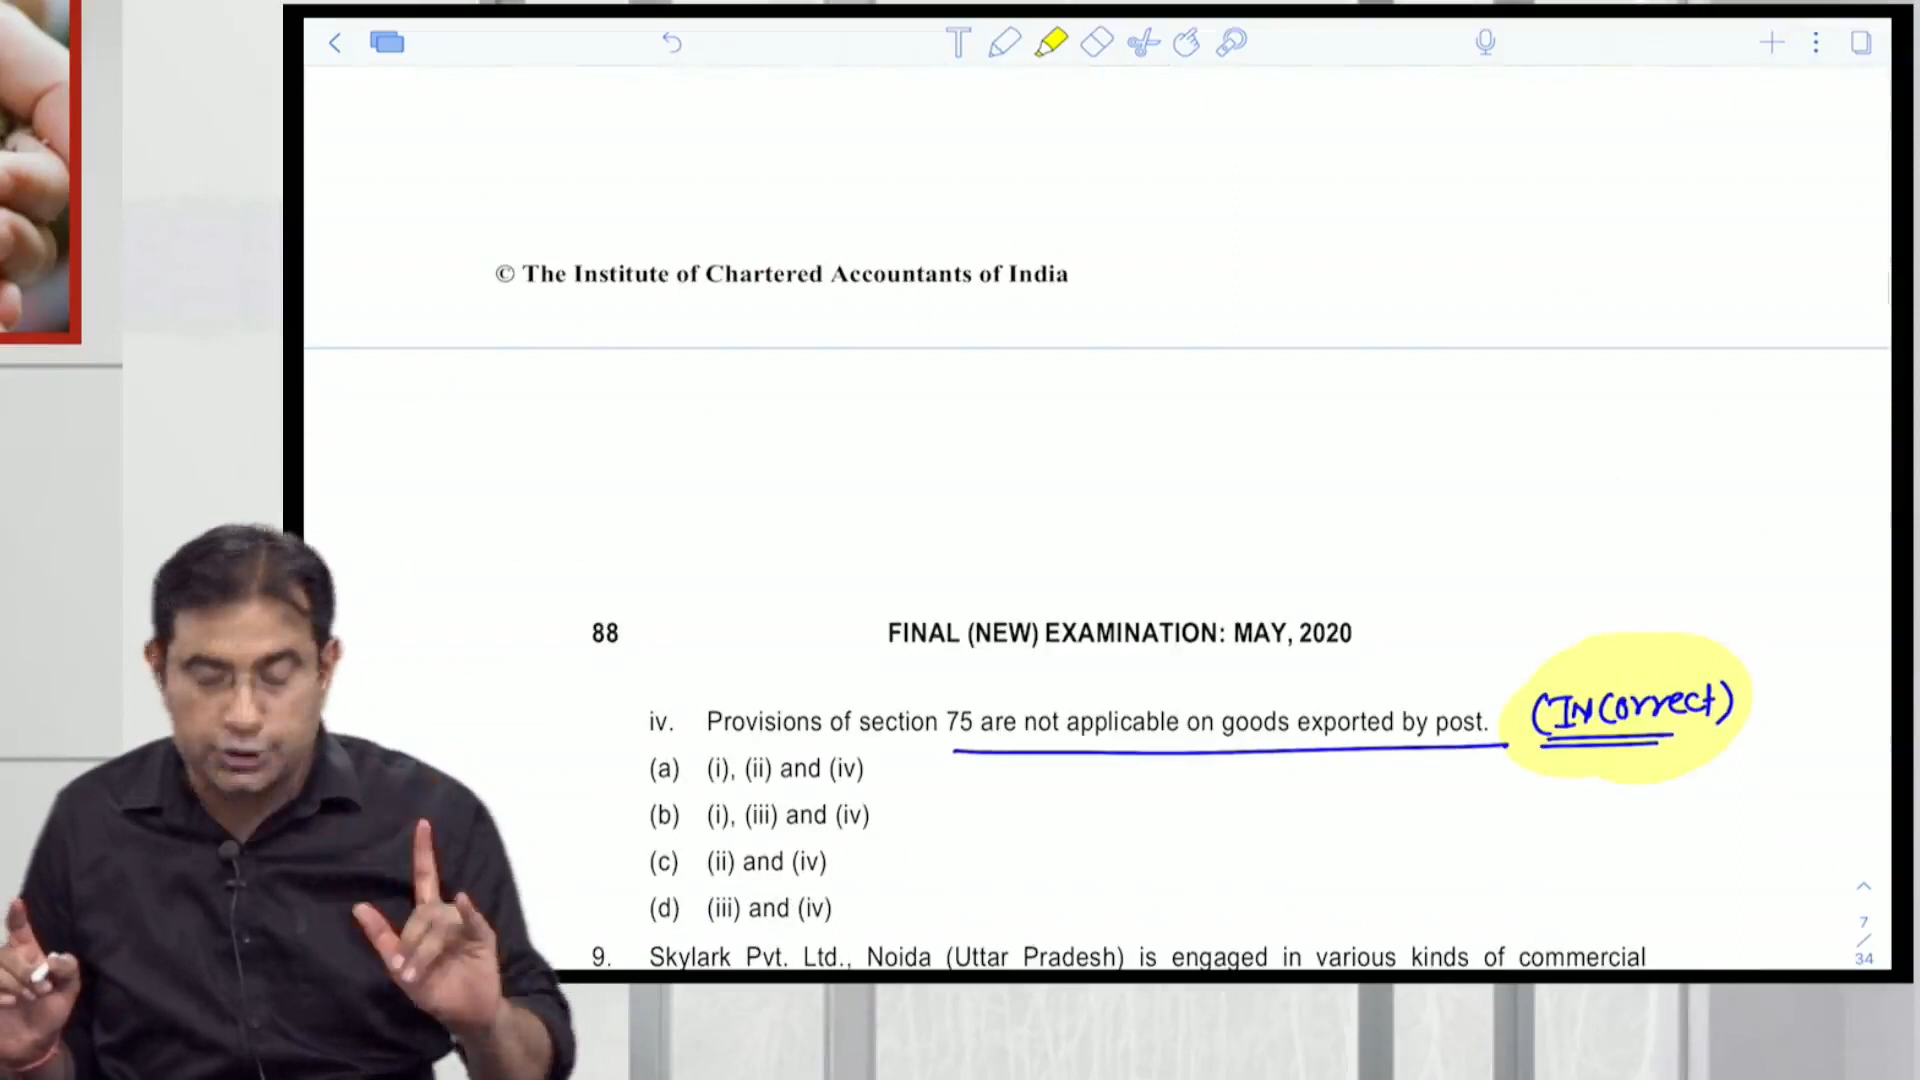 © The Institute of Chartered Accountants of India
88 FINAL (NEW) EXAMINATION: MAY, 2020
iv. Provisions of section 75 are not applicable on goods exported by post. (INCorrect)
(a) (i), (ii) and (iv)
(b) (i), (iii) and (iv)
(c) (ii) and (iv)
(d) (iii) and (iv)
9. Skylark Pvt. Ltd., Noida (Uttar Pradesh) is engaged in various kinds of commercial
7
/
34